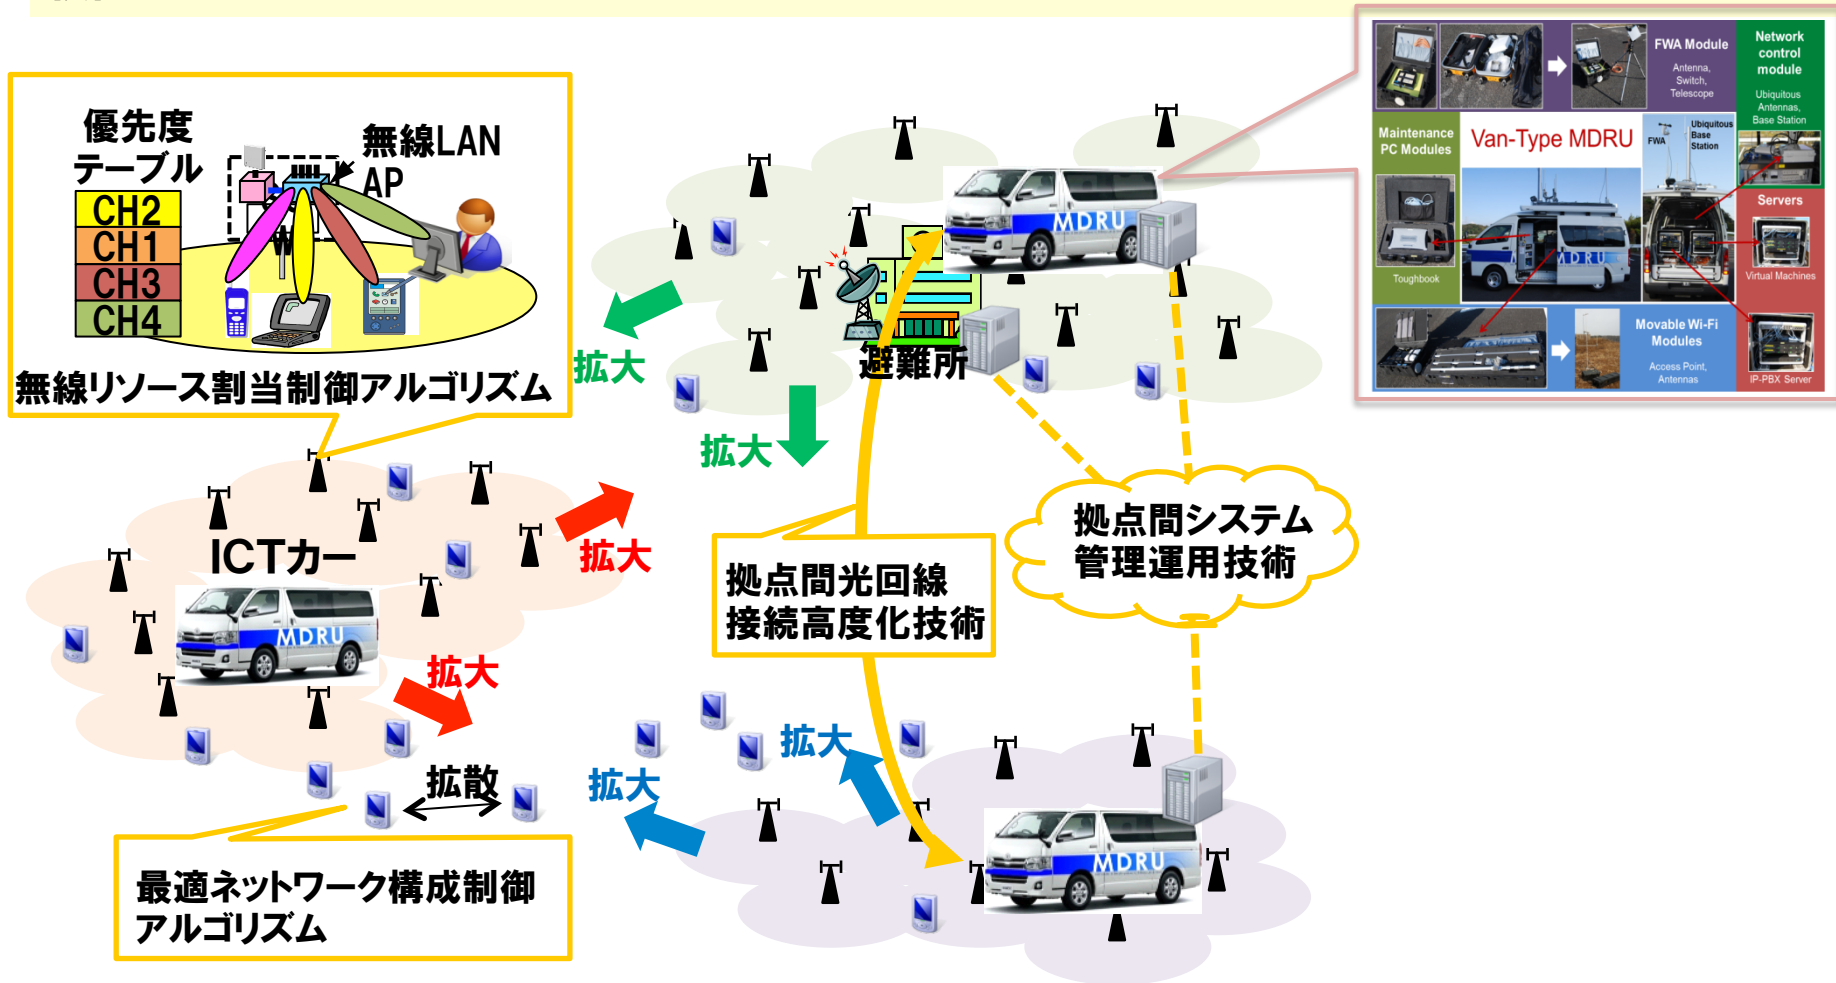 優先度
テーブル
CH2
CH1
CH3
CH4
無線LAN
AP
無線リソース割当制御アルゴリズム
拡大
拡大
避難所
MDRU
FWA Module
Antenna,
Switch,
Telescope
Network
control
module
Ubiquitous
Antennas,
Base Station
Maintenance
PC Modules
Van-Type MDRU
FWA
Ubiquitous
Base
Station
Toughbook
MDRU
Servers
Virtual Machines
Movable Wi-Fi
Modules
Access Point,
Antennas
IP-PBX Server
ICTカー
MDRU
拡大
拡大
拠点間光回線
接続高度化技術
拠点間システム
管理運用技術
拡散
拡大
拡大
MDRU
最適ネットワーク構成制御
アルゴリズム